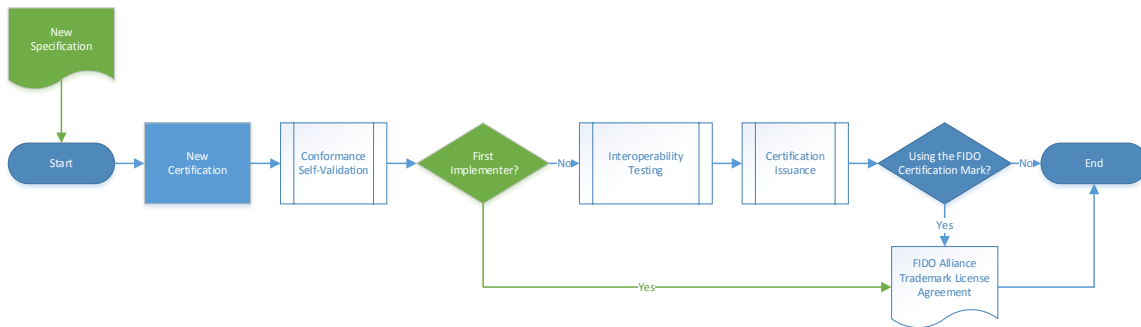 New
Specification
Start
New
Certification
Conformance
Self-Validation
First
Implementer?
No
Interoperability
Testing
Certification
Issuance
Using the FIDO
Certification Mark?
No
End
Yes
Yes
FIDO Alliance
Trademark License
Agreement